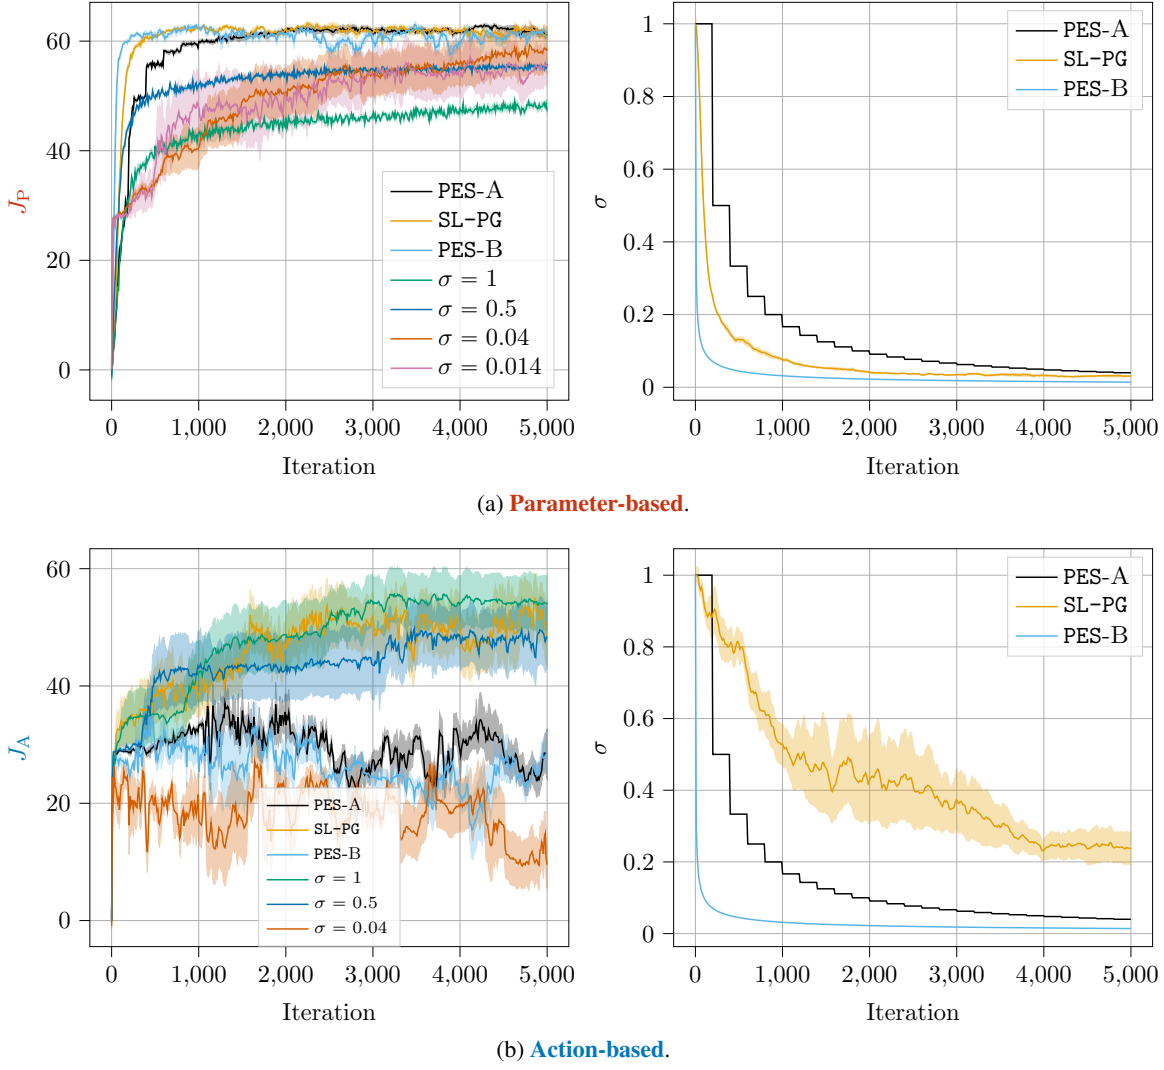 60
40
20
0
J_P
0
1,000
2,000
3,000
4,000
5,000
Iteration
PES-A
SL-PG
PES-B
σ = 1
σ = 0.5
σ = 0.04
σ = 0.014
1
0.8
0.6
0.4
0.2
0
σ
0
1,000
2,000
3,000
4,000
5,000
Iteration
PES-A
SL-PG
PES-B
(a) Parameter-based.
60
40
20
0
J_A
0
1,000
2,000
3,000
4,000
5,000
Iteration
PES-A
SL-PG
PES-B
σ = 1
σ = 0.5
σ = 0.04
1
0.8
0.6
0.4
0.2
0
σ
0
1,000
2,000
3,000
4,000
5,000
Iteration
PES-A
SL-PG
PES-B
(b) Action-based.